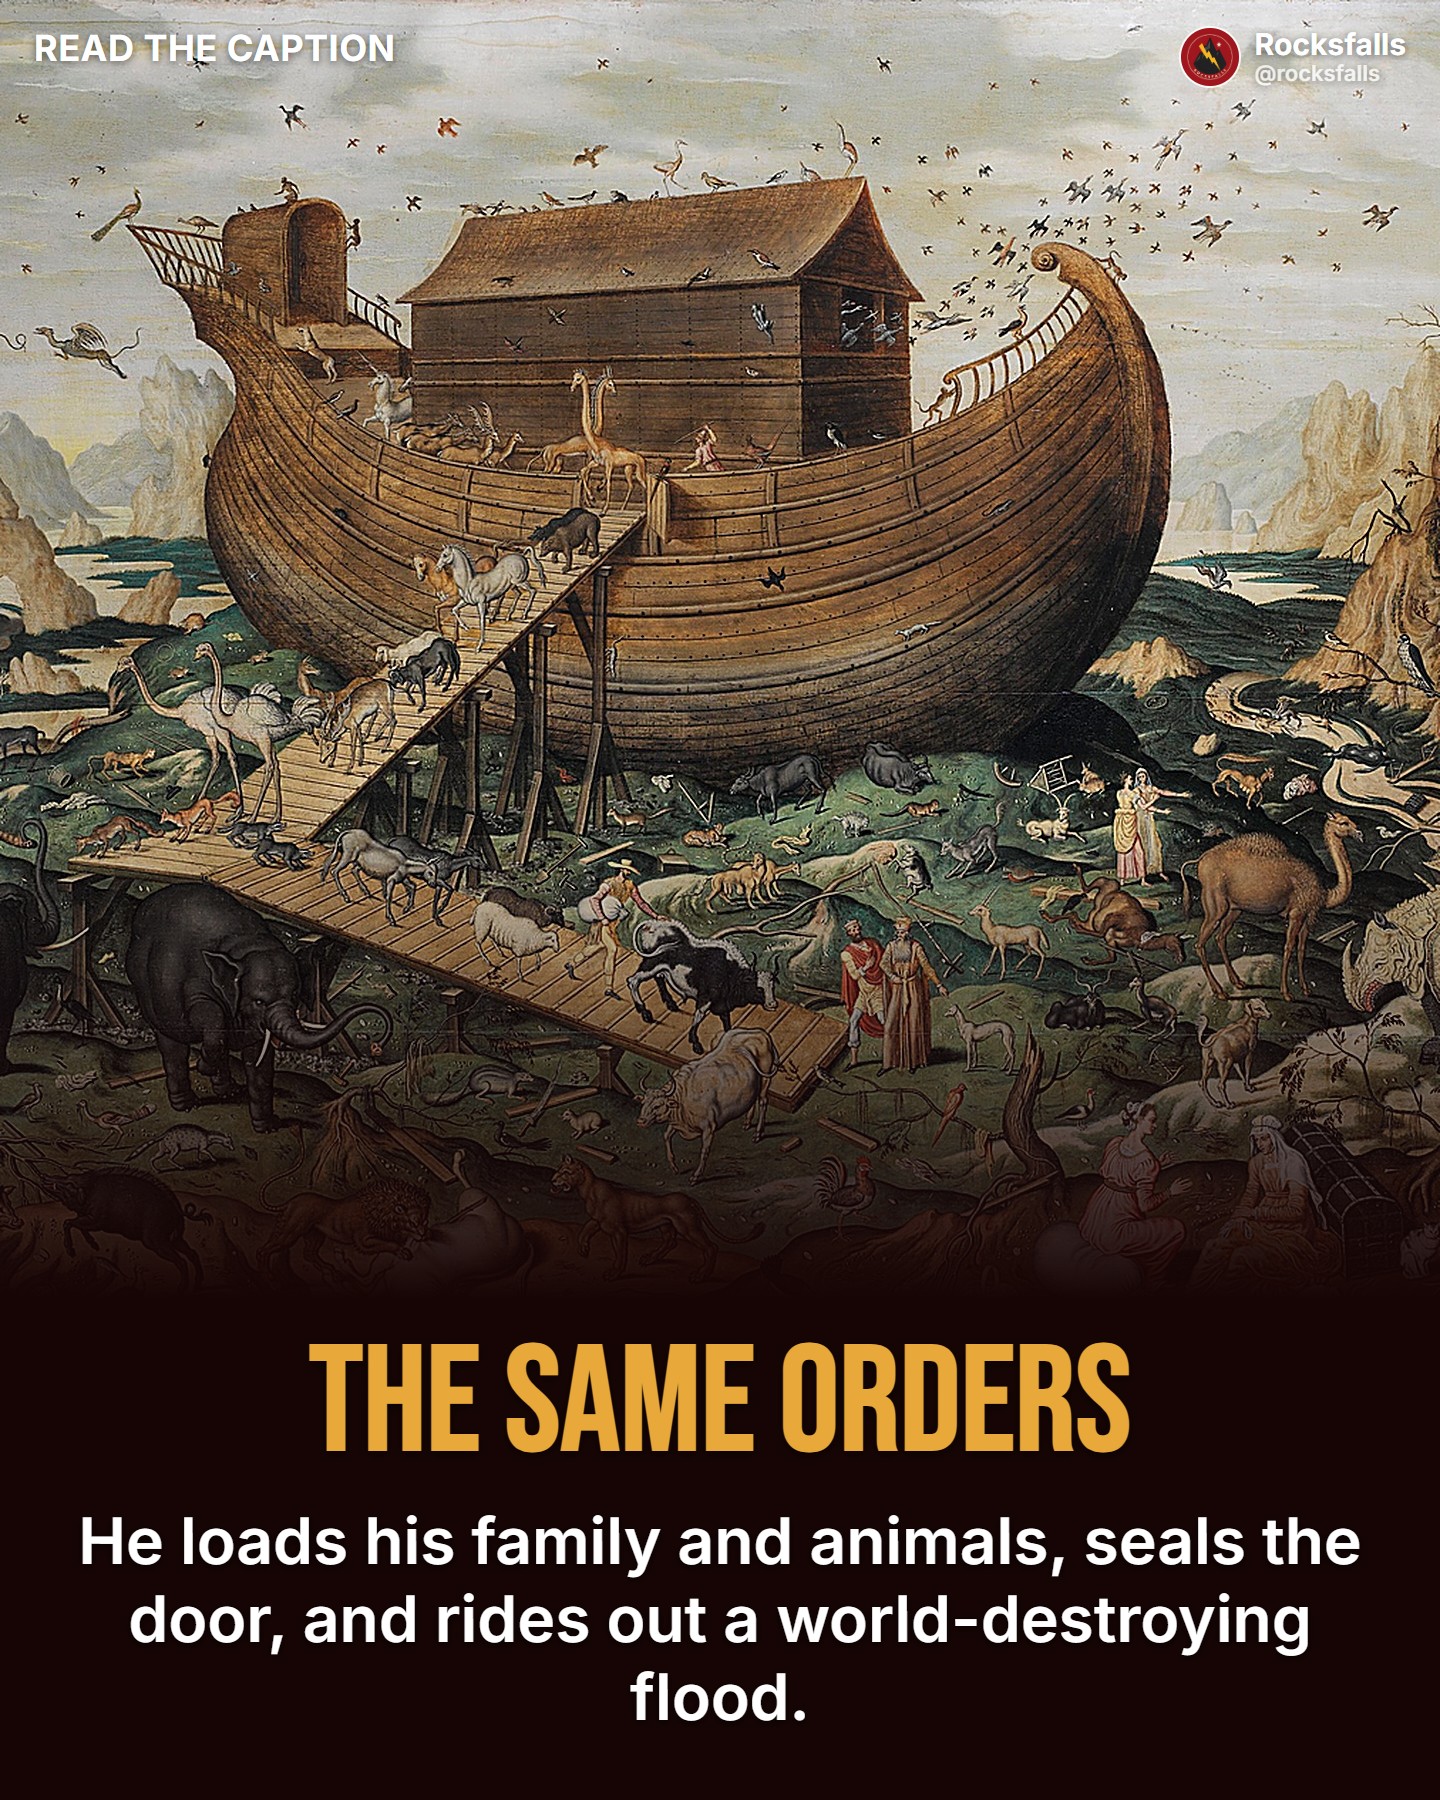 READ THE CAPTION
Rocksfalls
@rocksfalls
THE SAME ORDERS
He loads his family and animals, seals the
door, and rides out a world-destroying
flood.